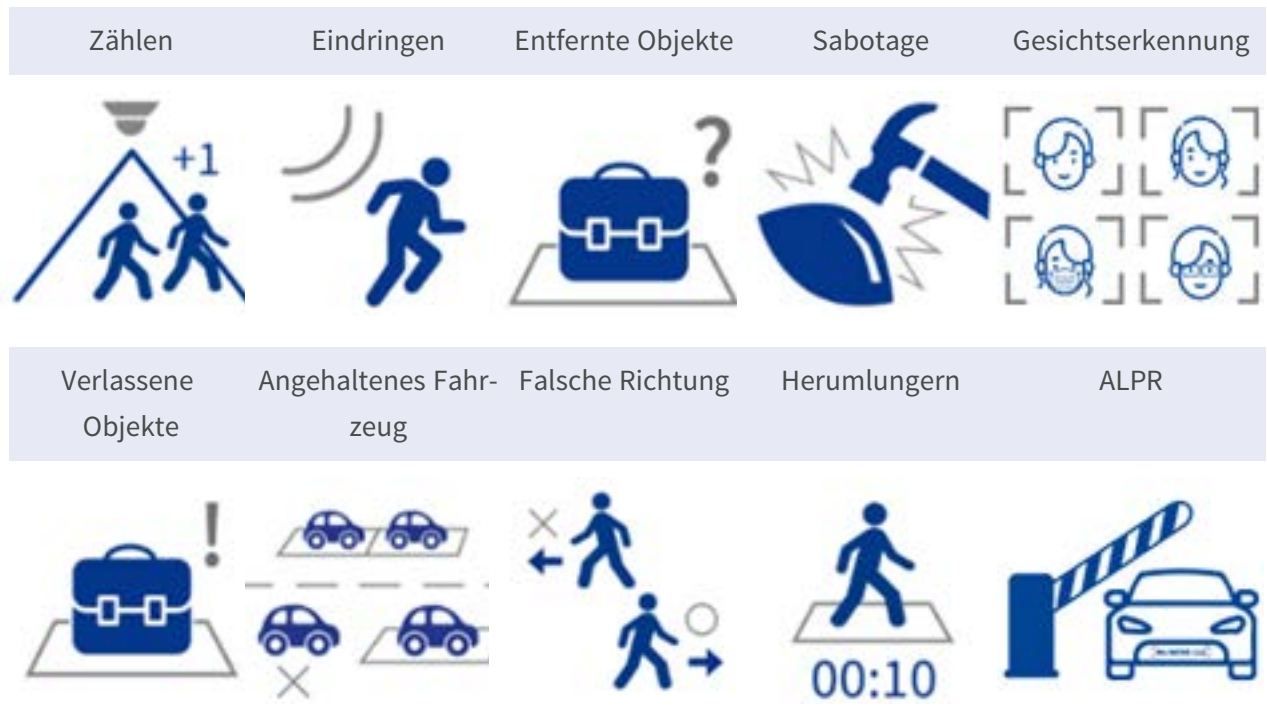 Zählen Eindringen Entfernte Objekte Sabotage Gesichtserkennung
+1
?
Verlassene Angehaltenes Fahr- Falsche Richtung Herumlungern ALPR
Objekte zeug
!
00:10